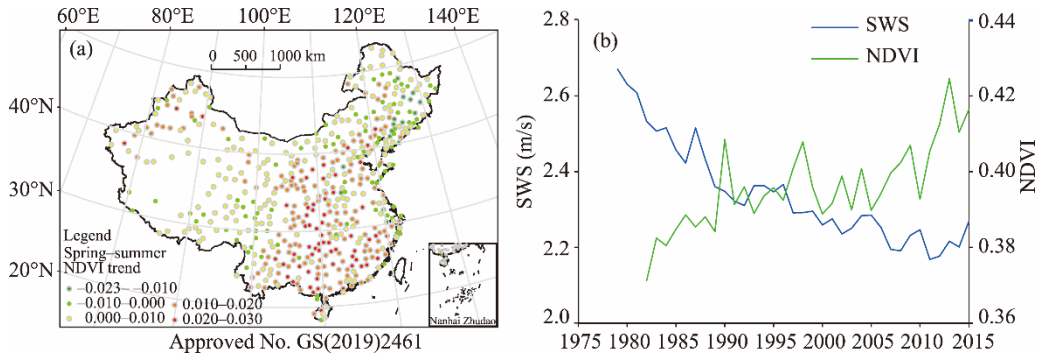 60°E 80°E 100°E 120°E 140°E
(a)
0 500 1000 km
40°N
30°N
20°N
Legend
Spring–summer
NDVI trend
−0.023–−0.010
−0.010–0.000 0.010–0.020
0.000–0.010 0.020–0.030
Nanhai Zhudao
Approved No. GS(2019)2461
(b)
SWS
NDVI
SWS (m/s)
2.8
2.6
2.4
2.2
2.0
1975 1980 1985 1990 1995 2000 2005 2010 2015
0.44
0.42
0.40
0.38
0.36
NDVI